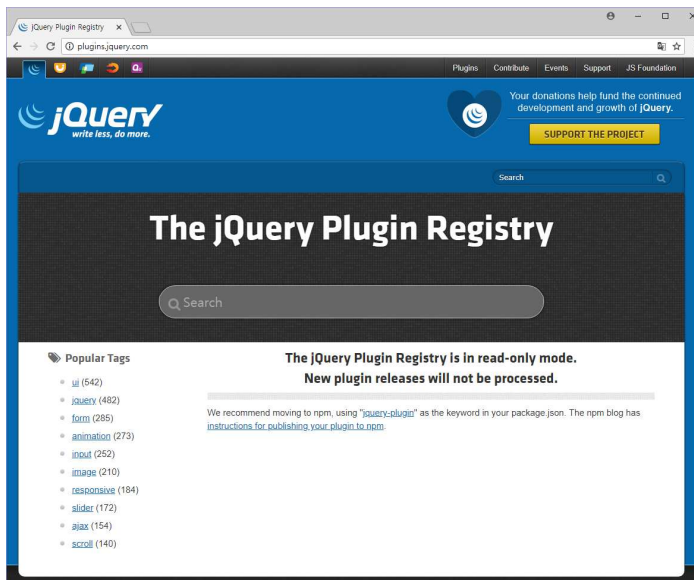 jQuery Plugin Registry
plugins.jquery.com
Plugins Contribute Events Support JS Foundation
jQuery
write less, do more.
Your donations help fund the continued
development and growth of jQuery.
SUPPORT THE PROJECT
Search
The jQuery Plugin Registry
Search
Popular Tags
ui (542)
jquery (482)
form (285)
animation (273)
input (252)
image (210)
responsive (184)
slider (172)
ajax (154)
scroll (140)
The jQuery Plugin Registry is in read-only mode.
New plugin releases will not be processed.
We recommend moving to npm, using "jquery-plugin" as the keyword in your package.json. The npm blog has
instructions for publishing your plugin to npm.